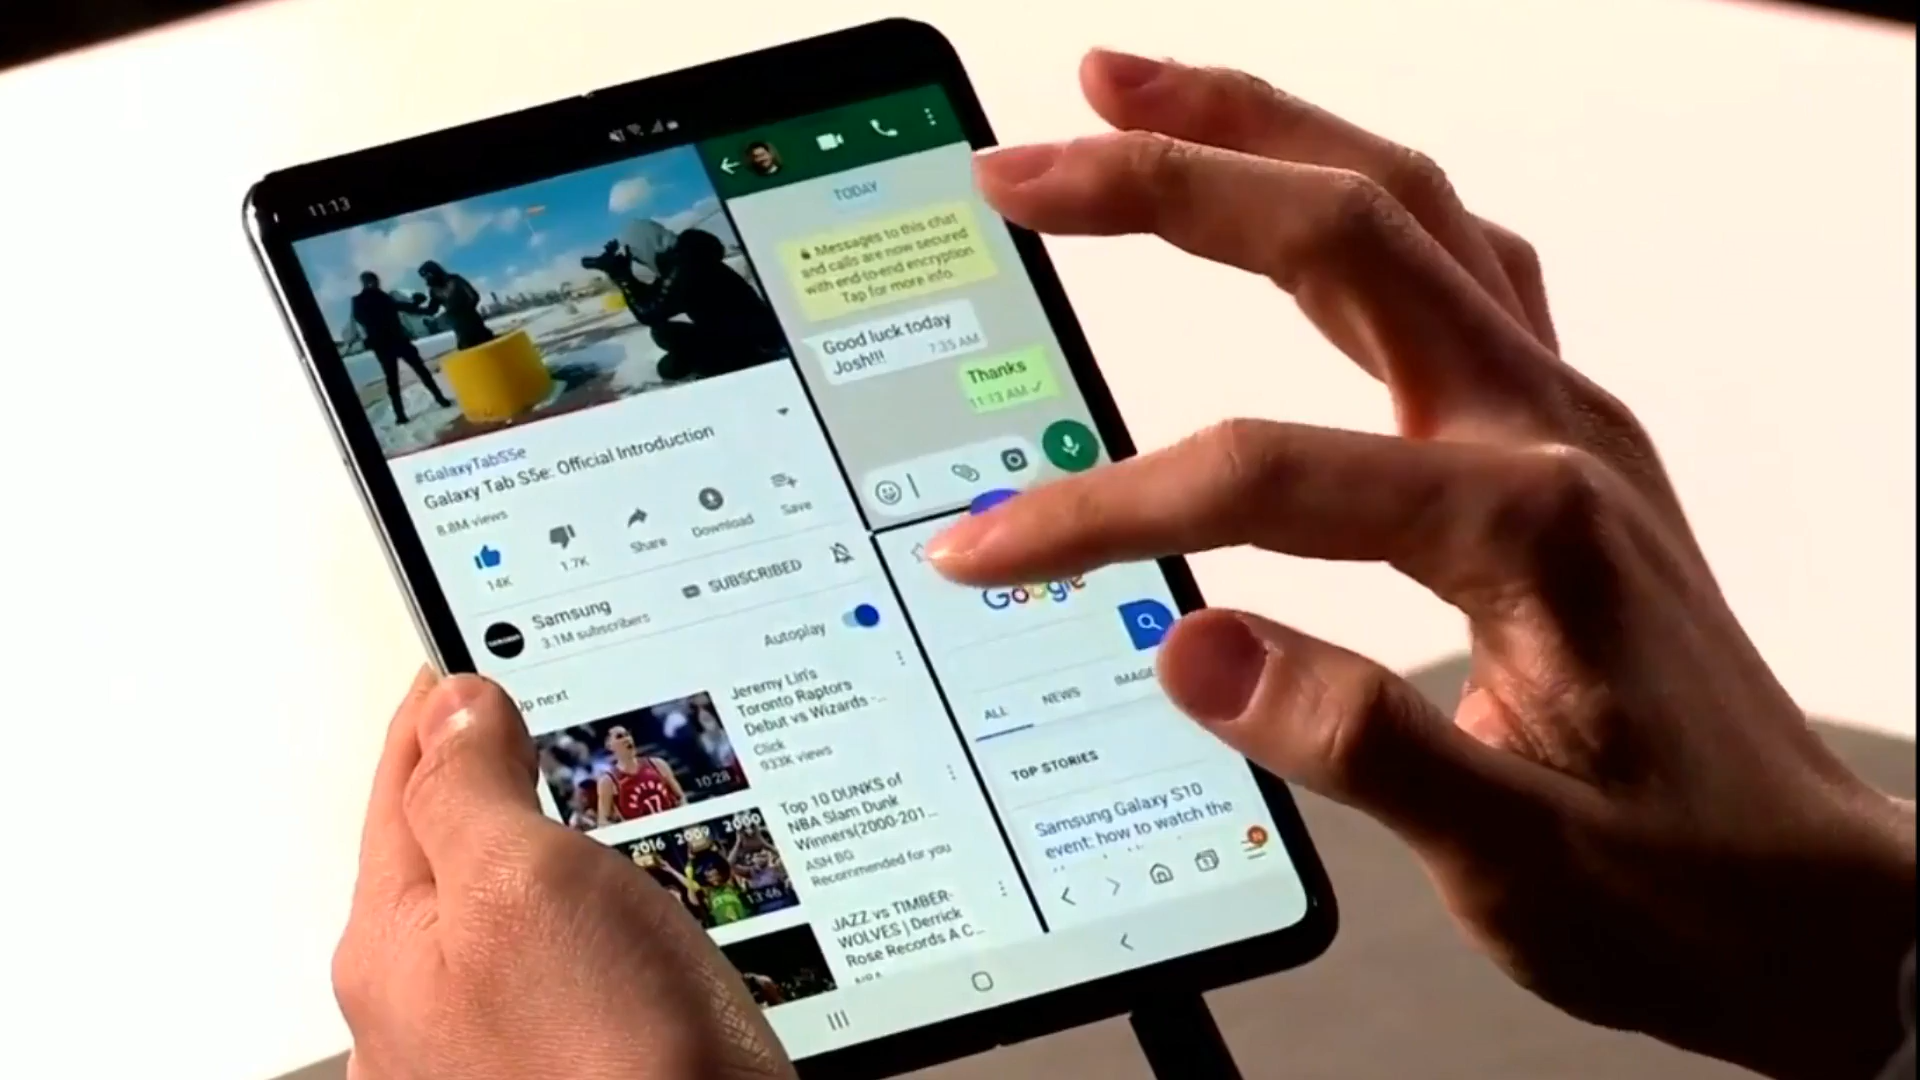 11:13
#GalaxyTabS5e
Galaxy Tab S5e: Official Introduction
8.8M views
14K
1.7K
Share
Download
Save
Samsung
3.1M subscribers
SUBSCRIBED
Autoplay
Up next
Jeremy Lin's
Toronto Raptors
Debut vs Wizards -...
Click
933K views
17
10:28
Top 10 DUNKS of
NBA Slam Dunk
Winners(2000-201...
ASH BG
Recommended for you
2016 2009 2000
13:46
JAZZ vs TIMBER-
WOLVES | Derrick
Rose Records A C...
NBA
TODAY
Messages to this chat
and calls are now secured
with end-to-end encryption.
Tap for more info.
Good luck today
Josh!!!
7:35 AM
Thanks
11:13 AM
Google
ALL
NEWS
IMAGE
TOP STORIES
Samsung Galaxy S10
event: how to watch the